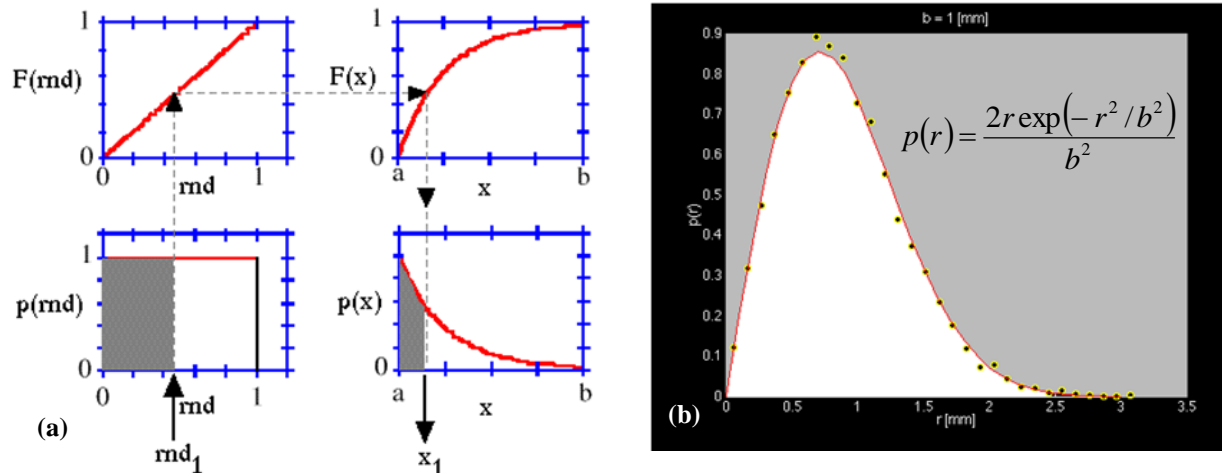 1
F(rnd)
0
0
rnd
1
1
F(x)
0
a
x
b
1
p(rnd)
0
0
rnd
1
rnd1
(a)
p(x)
0
a
x
b
x1
b = 1 [mm]
0.9
0.8
0.7
0.6
0.5
0.4
0.3
0.2
0.1
0
p(r)
p(r) = 2r exp(−r²/b²) / b²
0
0.5
1
1.5
2
2.5
3
3.5
r [mm]
(b)